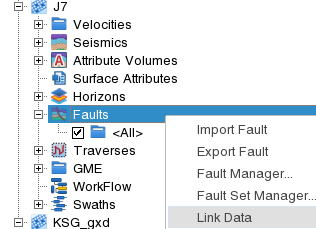 J7
Velocities
Seismics
Attribute Volumes
Surface Attributes
Horizons
Faults
<All>
Import Fault
Traverses
Export Fault
GME
Fault Manager...
WorkFlow
Fault Set Manager...
Swaths
Link Data
KSG_gxd